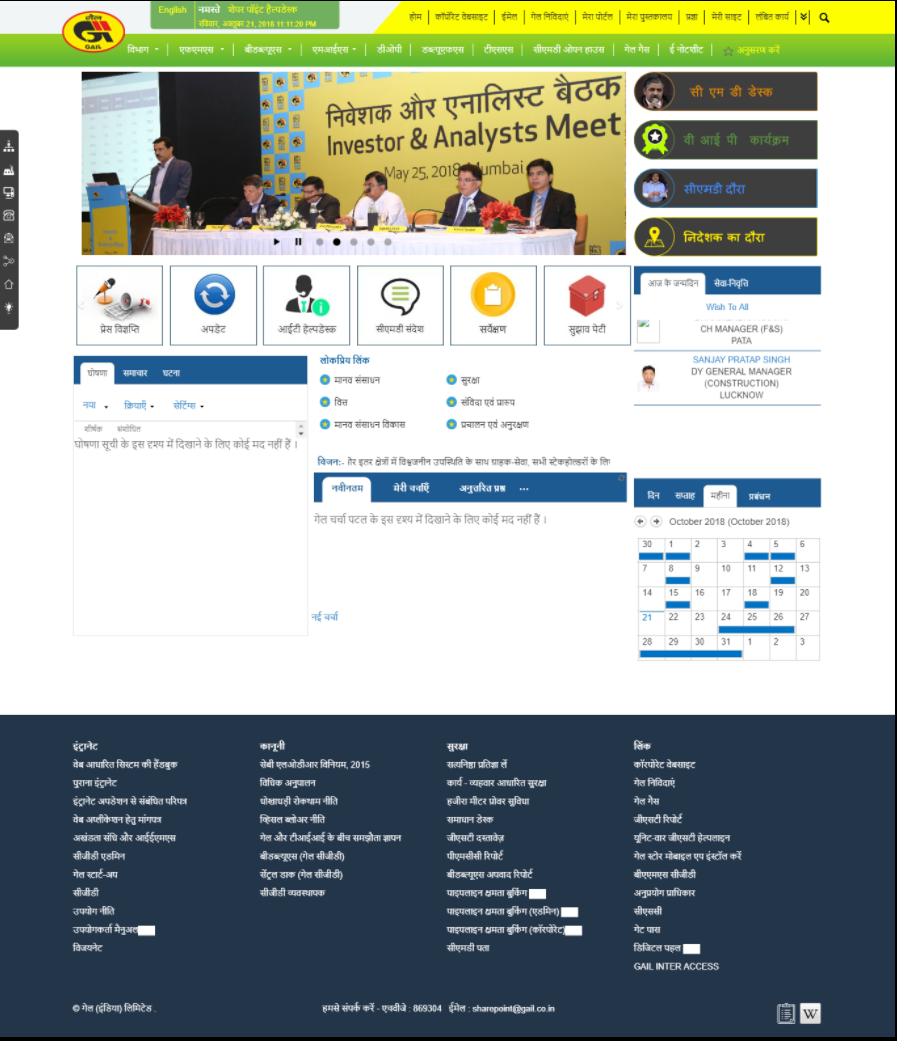 गेल
GAIL
English नमस्ते शेयर पॉइंट हैल्पडेस्क
रविवार, अक्तूबर 21, 2018 11:11:20 PM
होम | कॉर्पोरेट वेबसाइट | ईमेल | गेल निविदाएं | मेरा पोर्टल | मेरा पुस्तकालय | प्रज्ञा | मेरी साइट | लंबित कार्य
विभाग | एफएमएस | बीडब्ल्यूएस | एमआईएस | डीओपी | डब्ल्यूएफएस | टीएसएस | सीएमडी ओपन हाउस | गेल गैस | ई नोटशीट | अनुसरण करें
निवेशक और एनालिस्ट बैठक
Investor & Analysts Meet
May 25, 2018 Mumbai
सी एम डी डेस्क
वी आई पी कार्यक्रम
सीएमडी दौरा
निदेशक का दौरा
प्रेस विज्ञप्ति
अपडेट
आईटी हेल्पडेस्क
सीएमडी संदेश
सर्वेक्षण
सुझाव पेटी
आज के जन्मदिन सेवा-निवृत्ति
Wish To All
CH MANAGER (F&S)
PATA
SANJAY PRATAP SINGH
DY GENERAL MANAGER
(CONSTRUCTION)
LUCKNOW
घोषणा समाचार घटना
नया क्रियाएँ सेटिंग्स
शीर्षक संशोधित
घोषणा सूची के इस दृश्य में दिखाने के लिए कोई मद नहीं हैं ।
लोकप्रिय लिंक
मानव संसाधन सुरक्षा
वित्त संविदा एवं प्रारूप
मानव संसाधन विकास प्रचालन एवं अनुरक्षण
विजन:- तैर इतर क्षेत्रों में विश्वजनीन उपस्थिति के साथ ग्राहक-सेवा, सभी स्टेकहोल्डरों के लिए
नवीनतम मेरी चर्चाएँ अनुत्तरित प्रश्न ...
गेल चर्चा पटल के इस दृश्य में दिखाने के लिए कोई मद नहीं हैं ।
नई चर्चा
दिन सप्ताह महीना प्रबंधन
October 2018 (October 2018)
30 1 2 3 4 5 6
7 8 9 10 11 12 13
14 15 16 17 18 19 20
21 22 23 24 25 26 27
28 29 30 31 1 2 3
इंट्रानेट
वेब आधारित सिस्टम की हैंडबुक
पुराना इंट्रानेट
इंट्रानेट अपडेशन से संबंधित परिपत्र
वेब अप्लीकेशन हेतु मांगपत्र
अखंडता संधि और आईईएमएस
सीजीडी एडमिन
गेल स्टार्ट-अप
सीजीडी
उपयोग नीति
उपयोगकर्ता मैनुअल
विजयनेट
कानूनी
सेबी एलओडीआर विनियम, 2015
विधिक अनुपालन
धोखाधड़ी रोकथाम नीति
व्हिसल ब्लोअर नीति
गेल और टीआईआई के बीच समझौता ज्ञापन
बीडब्ल्यूएस (गेल सीजीडी)
सेंट्रल डाक (गेल सीजीडी)
सीजीडी व्यवस्थापक
सुरक्षा
सत्यनिष्ठा प्रतिज्ञा लें
कार्य - व्यहवार आधारित सुरक्षा
हजीरा मीटर प्रोवर सुविधा
समाधान डेस्क
जीएसटी दस्तावेज़
पीएमसीसी रिपोर्ट
बीडब्ल्यूएस अपवाद रिपोर्ट
पाइपलाइन क्षमता बुकिंग
पाइपलाइन क्षमता बुकिंग (एडमिन)
पाइपलाइन क्षमता बुकिंग (कॉरपोरेट)
सीएमडी पता
लिंक
कॉरपोरेट वेबसाइट
गेल निविदाएं
गेल गैस
जीएसटी रिपोर्ट
यूनिट-वार जीएसटी हेल्पलाइन
गेल स्टोर मोबाइल एप इंस्टॉल करें
बीएएमएस सीजीडी
अनुप्रयोग प्राधिकार
सीएससी
गेट पास
डिजिटल पहल
GAIL INTER ACCESS
© गेल (इंडिया) लिमिटेड .
हमसे संपर्क करें - एचवीजे : 869304 ईमेल : sharepoint@gail.co.in
W